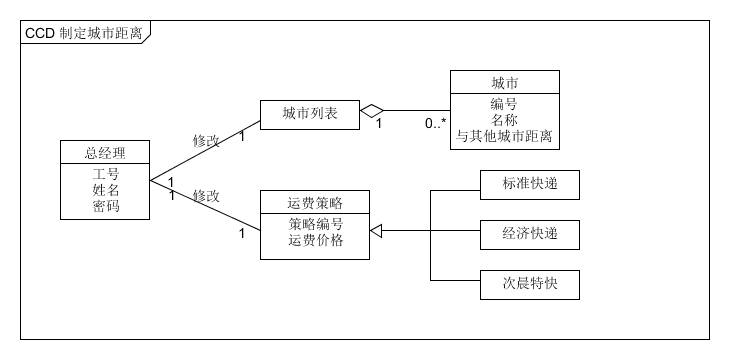 CCD 制定城市距离
城市
编号
名称
与其他城市距离
城市列表
1
0..*
修改
1
总经理
工号
姓名
密码
1
1
修改
1
运费策略
策略编号
运费价格
标准快递
经济快递
次晨特快